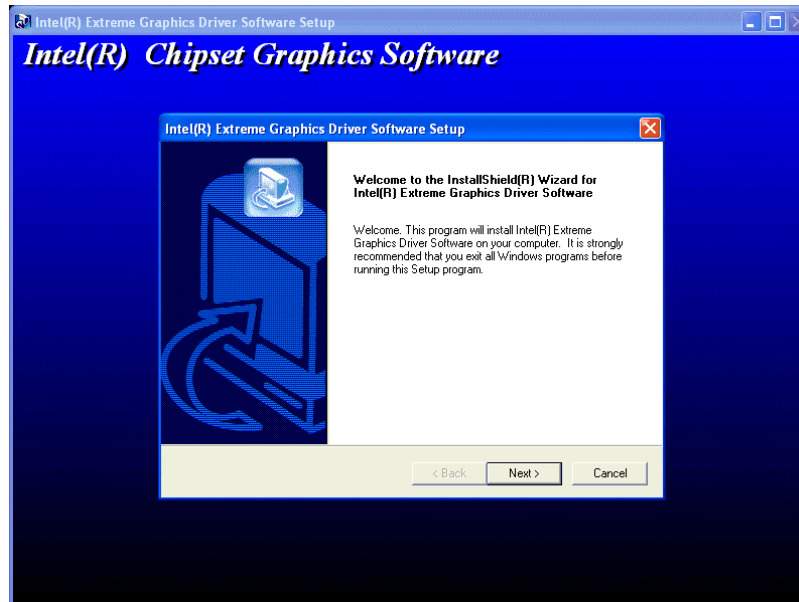 Intel(R) Extreme Graphics Driver Software Setup
Intel(R) Chipset Graphics Software
Intel(R) Extreme Graphics Driver Software Setup
Welcome to the InstallShield(R) Wizard for
Intel(R) Extreme Graphics Driver Software
Welcome. This program will install Intel(R) Extreme
Graphics Driver Software on your computer. It is strongly
recommended that you exit all Windows programs before
running this Setup program.
< Back Next > Cancel